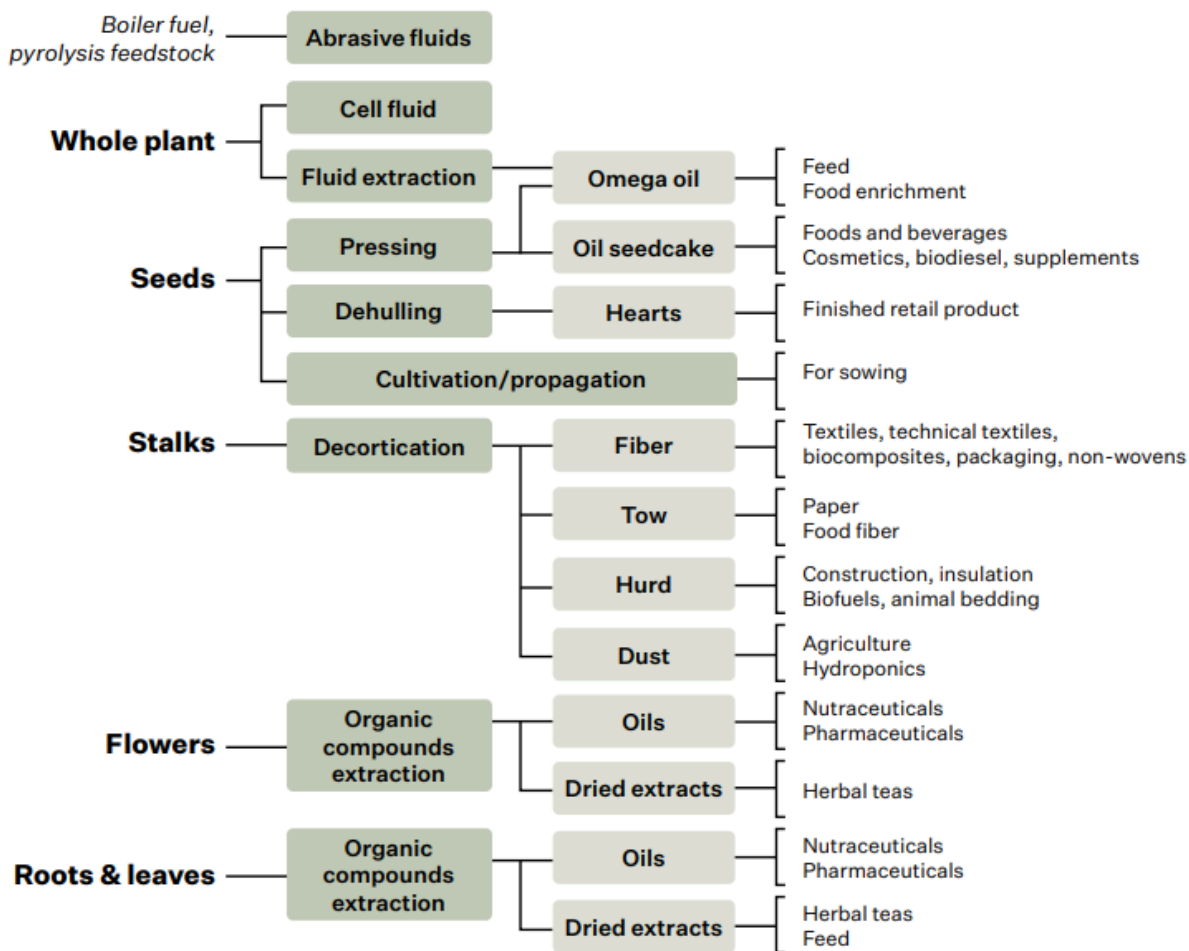 Boiler fuel,
pyrolysis feedstock
Abrasive fluids
Whole plant
Cell fluid
Fluid extraction
Omega oil
Feed
Food enrichment
Seeds
Pressing
Oil seedcake
Foods and beverages
Cosmetics, biodiesel, supplements
Dehulling
Hearts
Finished retail product
Cultivation/propagation
For sowing
Stalks
Decortication
Fiber
Textiles, technical textiles,
biocomposites, packaging, non-wovens
Tow
Paper
Food fiber
Hurd
Construction, insulation
Biofuels, animal bedding
Dust
Agriculture
Hydroponics
Flowers
Organic
compounds
extraction
Oils
Nutraceuticals
Pharmaceuticals
Dried extracts
Herbal teas
Roots & leaves
Organic
compounds
extraction
Oils
Nutraceuticals
Pharmaceuticals
Dried extracts
Herbal teas
Feed